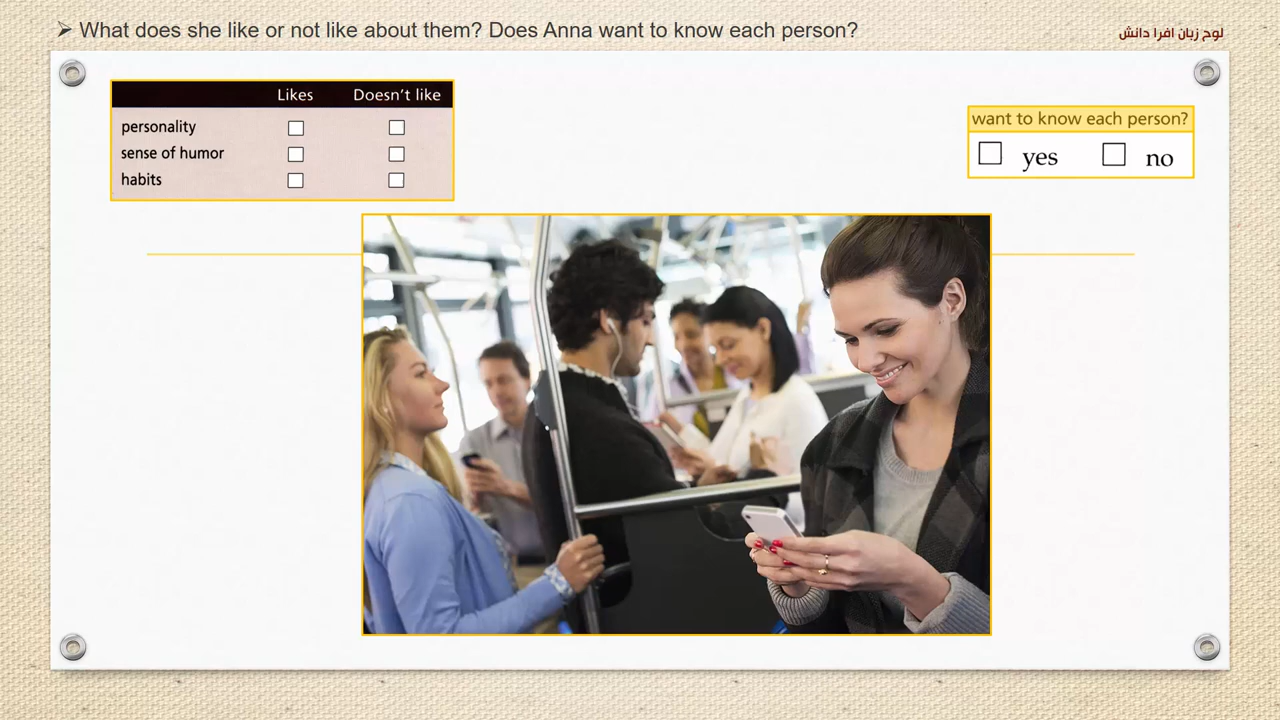 What does she like or not like about them? Does Anna want to know each person?
لوح زبان افرا دانش
Likes Doesn't like
personality
sense of humor
habits
want to know each person?
yes no